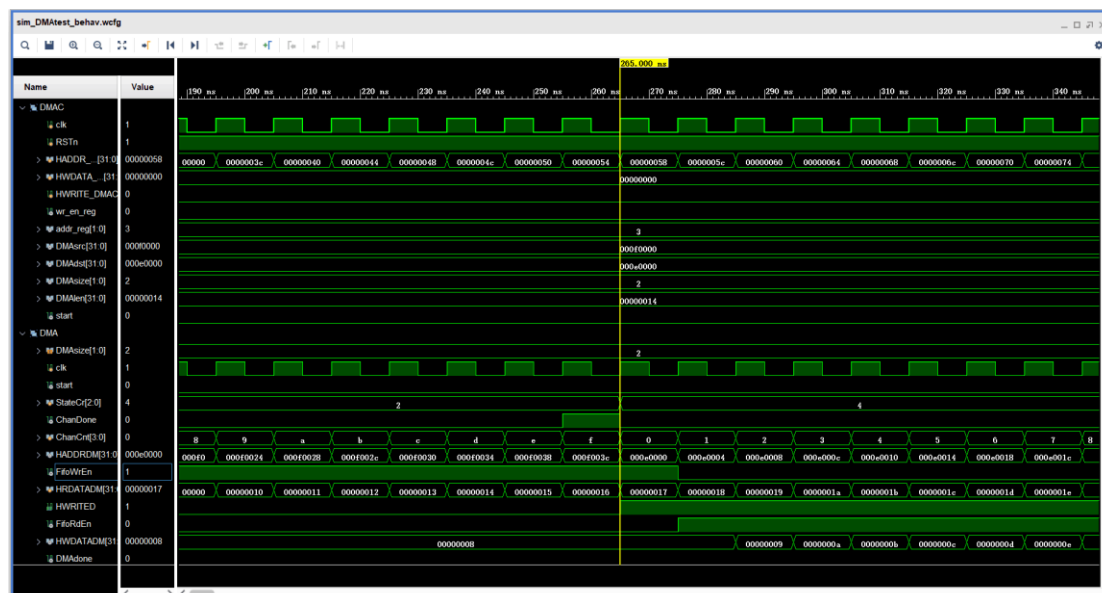 sim_DMAtest_behav.wcfg
265.000 ns
Name Value
190 ns 200 ns 210 ns 220 ns 230 ns 240 ns 250 ns 260 ns 270 ns 280 ns 290 ns 300 ns 310 ns 320 ns 330 ns 340 ns
DMAC
clk 1
RSTn 1
HADDR_...[31:0] 00000058 00000 0000003c 00000040 00000044 00000048 0000004c 00000050 00000054 00000058 0000005c 00000060 00000064 00000068 0000006c 00000070 00000074
HWDATA_...[31: 00000000 00000000
HWRITE_DMAC 0
wr_en_reg 0
addr_reg[1:0] 3 3
DMAsrc[31:0] 000f0000 000f0000
DMAdst[31:0] 000e0000 000e0000
DMAsize[1:0] 2 2
DMAlen[31:0] 00000014 00000014
start 0
DMA
DMAsize[1:0] 2 2
clk 1
start 0
StateCr[2:0] 4 2 4
ChanDone 0
ChanCnt[3:0] 0 8 9 a b c d e f 0 1 2 3 4 5 6 7 8
HADDRDM[31:0 000e0000 000f0 000f0024 000f0028 000f002c 000f0030 000f0034 000f0038 000f003c 000e0000 000e0004 000e0008 000e000c 000e0010 000e0014 000e0018 000e001c
FifoWrEn 1
HRDATADM[31: 00000017 00000 00000010 00000011 00000012 00000013 00000014 00000015 00000016 00000017 00000018 00000019 0000001a 0000001b 0000001c 0000001d 0000001e
HWRITED 1
FifoRdEn 0
HWDATADM[31: 00000008 00000008 00000009 0000000a 0000000b 0000000c 0000000d 0000000e
DMAdone 0